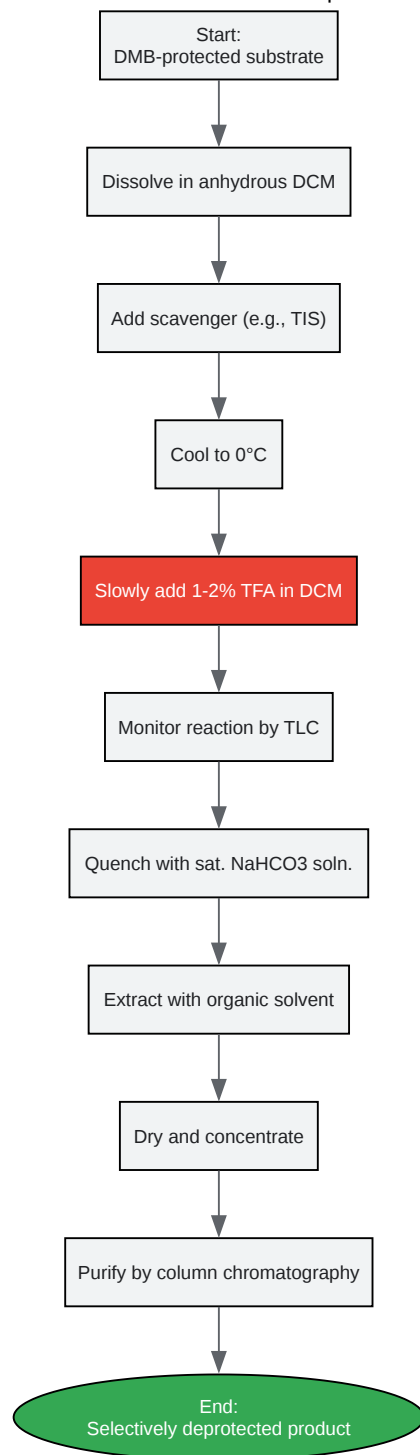 Start:
DMB-protected substrate
Dissolve in anhydrous DCM
Add scavenger (e.g., TIS)
Cool to 0°C
Slowly add 1-2% TFA in DCM
Monitor reaction by TLC
Quench with sat. NaHCO3 soln.
Extract with organic solvent
Dry and concentrate
Purify by column chromatography
End:
Selectively deprotected product